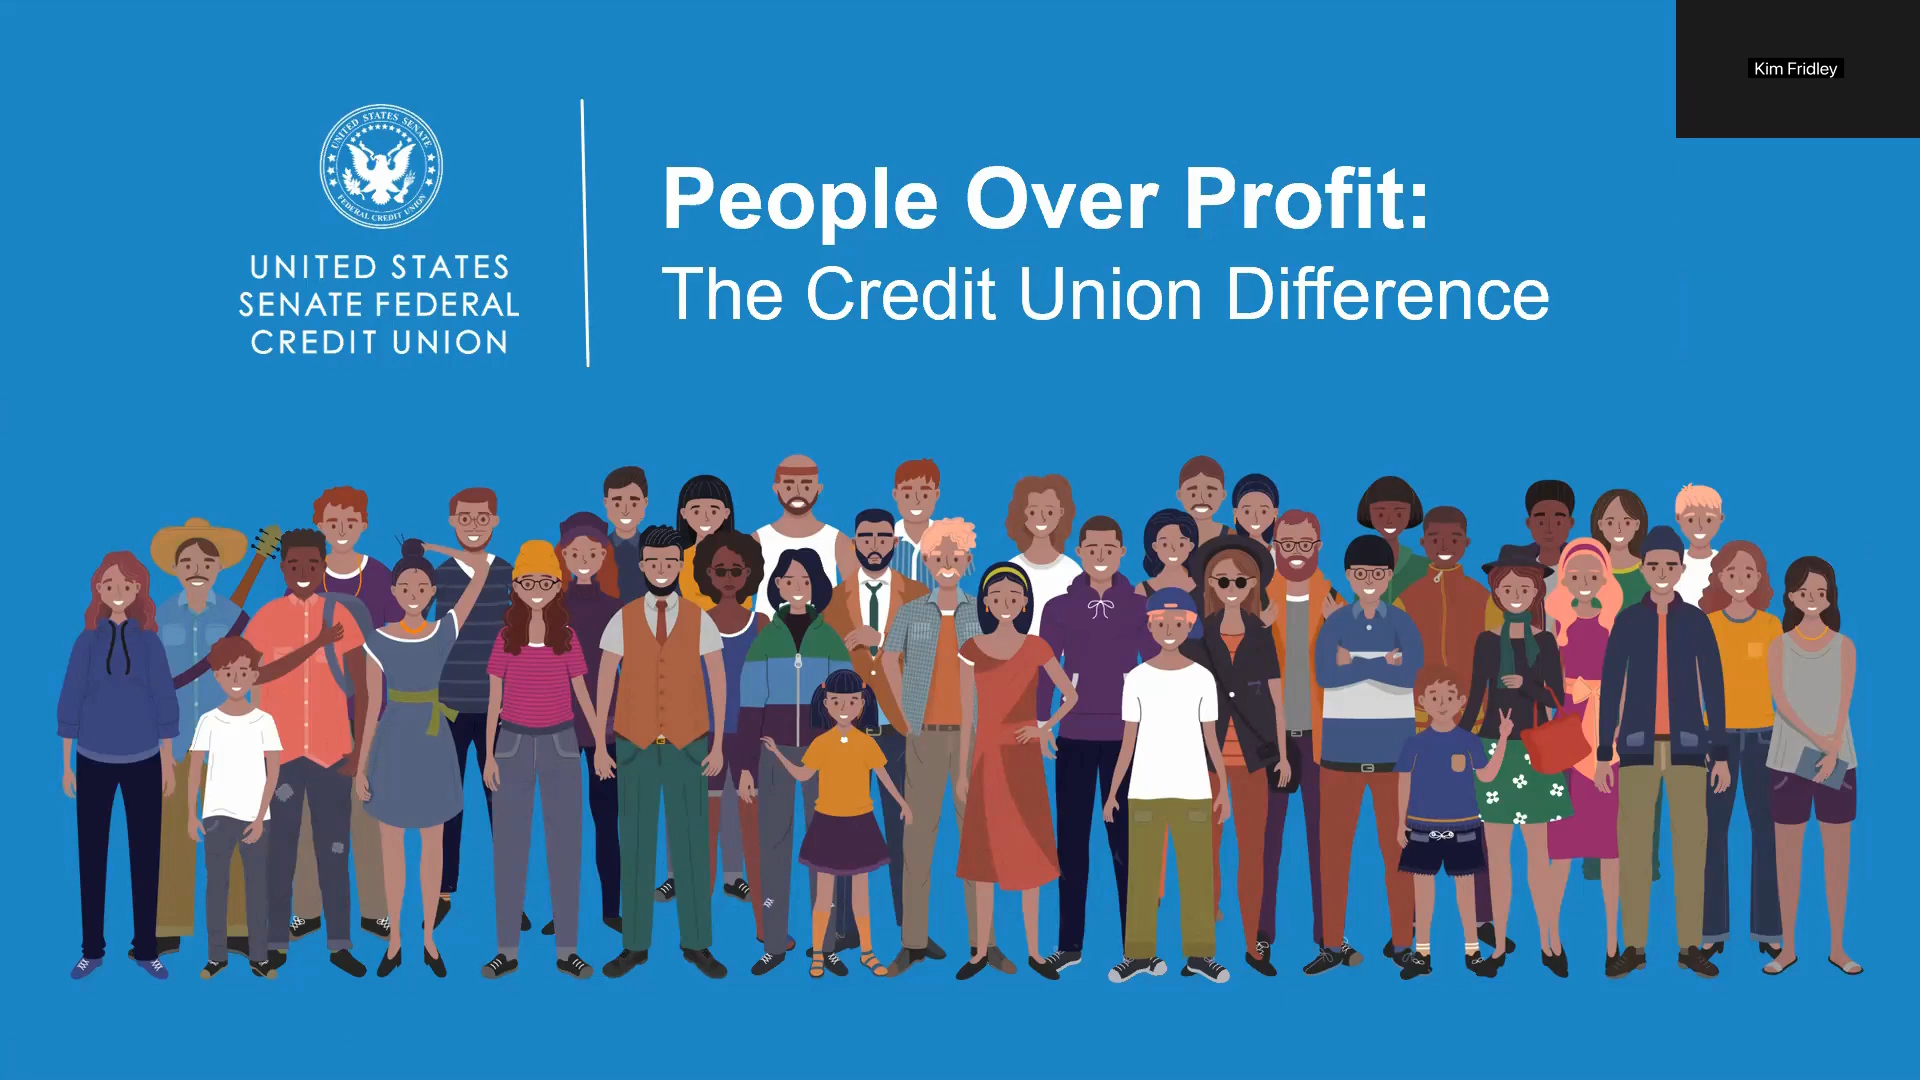 Kim Fridley
UNITED STATES SENATE
FEDERAL CREDIT UNION
UNITED STATES
SENATE FEDERAL
CREDIT UNION
People Over Profit:
The Credit Union Difference